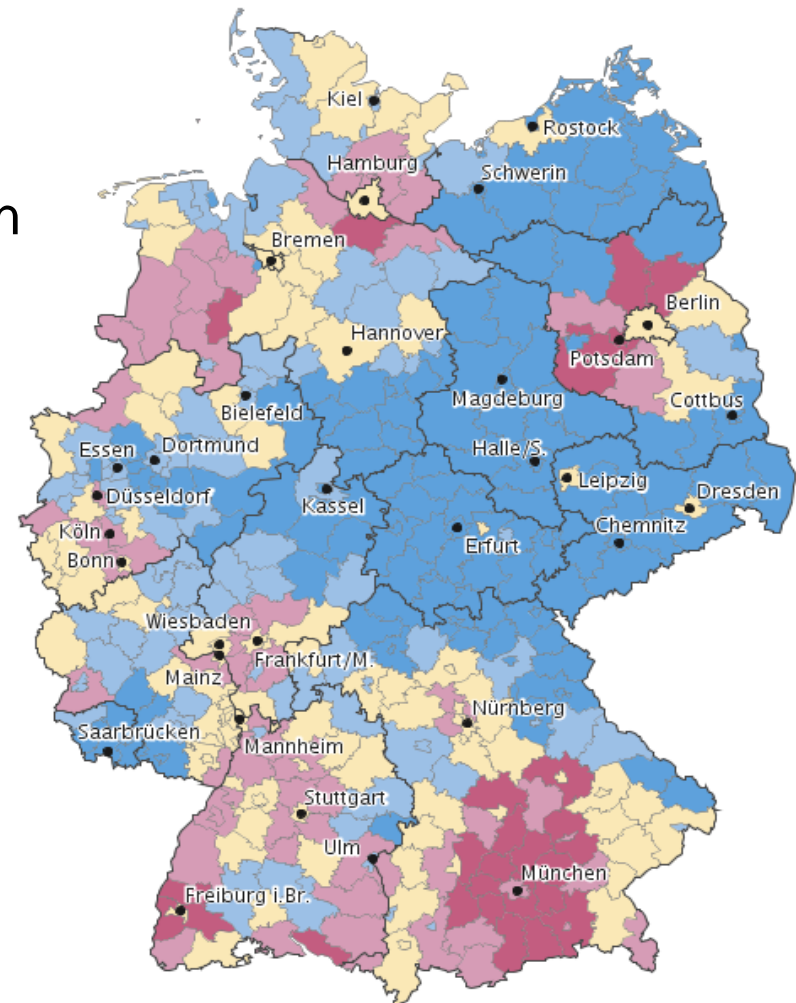 n
Kiel
Rostock
Hamburg
Schwerin
Bremen
Berlin
Hannover
Potsdam
Magdeburg
Bielefeld
Cottbus
Essen
Dortmund
Halle/S.
Leipzig
Düsseldorf
Kassel
Dresden
Köln
Erfurt
Chemnitz
Bonn
Wiesbaden
Frankfurt/M.
Mainz
Nürnberg
Saarbrücken
Mannheim
Stuttgart
Ulm
München
Freiburg i.Br.